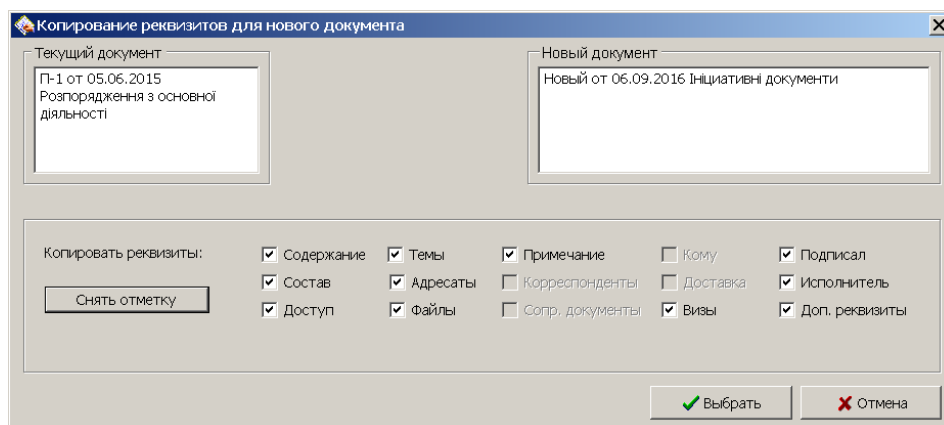 Копирование реквизитов для нового документа
Текущий документ
П-1 от 05.06.2015
Розпорядження з основної
діяльності
Новый документ
Новый от 06.09.2016 Ініциативні документи
Копировать реквизиты:
Снять отметку
Содержание
Темы
Примечание
Кому
Подписал
Состав
Адресаты
Корреспонденты
Доставка
Исполнитель
Доступ
Файлы
Сопр. документы
Визы
Доп. реквизиты
Выбрать
Отмена